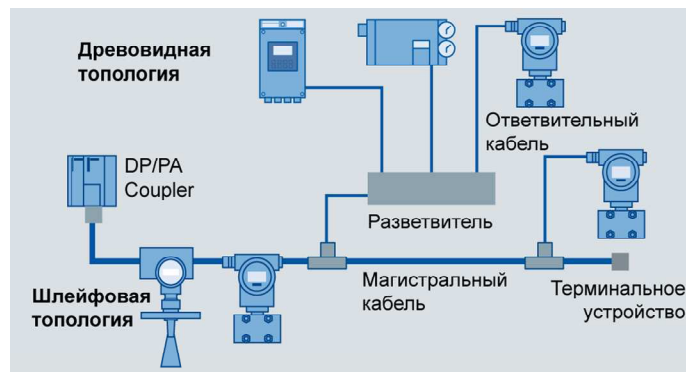 Древовидная
топология
Ответвительный
кабель
DP/PA
Coupler
Разветвитель
Магистральный
кабель
Терминальное
устройство
Шлейфовая
топология